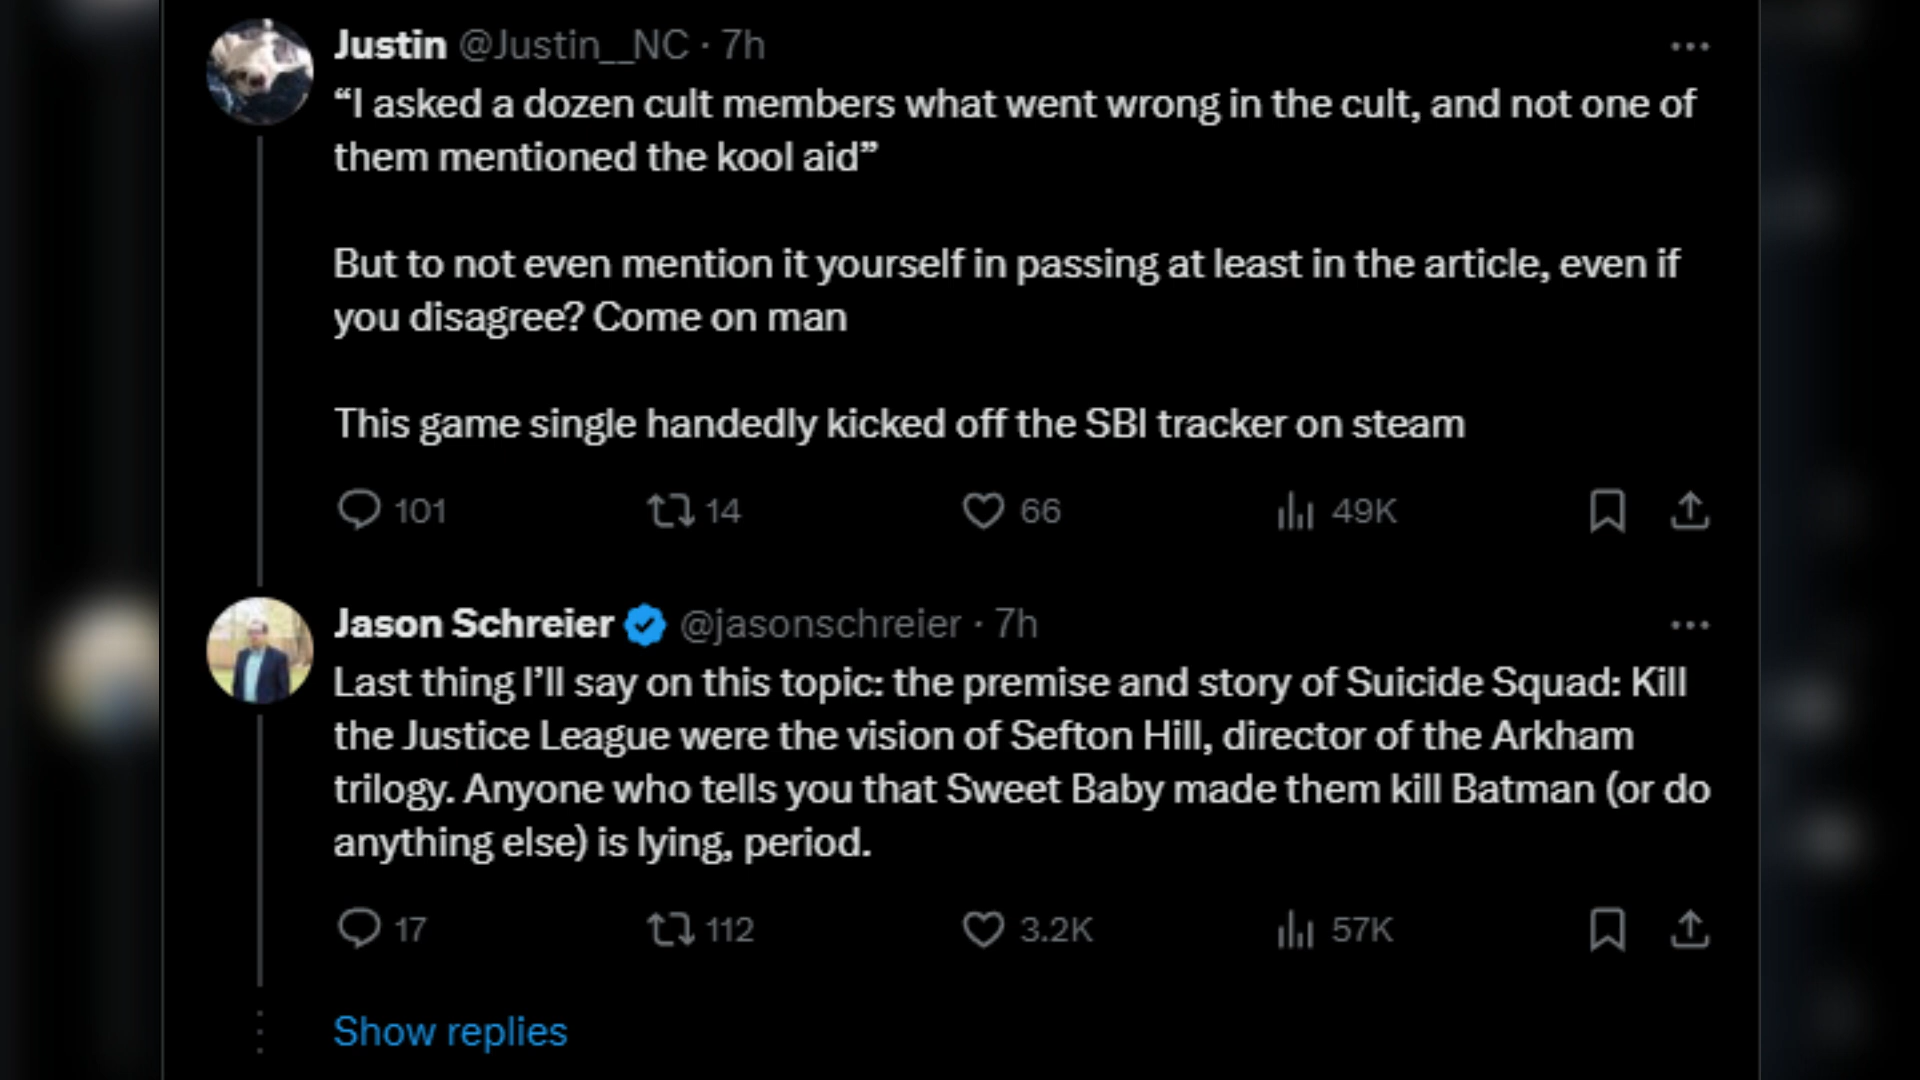 Justin @Justin__NC · 7h
“I asked a dozen cult members what went wrong in the cult, and not one of
them mentioned the kool aid”
But to not even mention it yourself in passing at least in the article, even if
you disagree? Come on man
This game single handedly kicked off the SBI tracker on steam
101 14 66 49K
Jason Schreier @jasonschreier · 7h
Last thing I’ll say on this topic: the premise and story of Suicide Squad: Kill
the Justice League were the vision of Sefton Hill, director of the Arkham
trilogy. Anyone who tells you that Sweet Baby made them kill Batman (or do
anything else) is lying, period.
17 112 3.2K 57K
Show replies